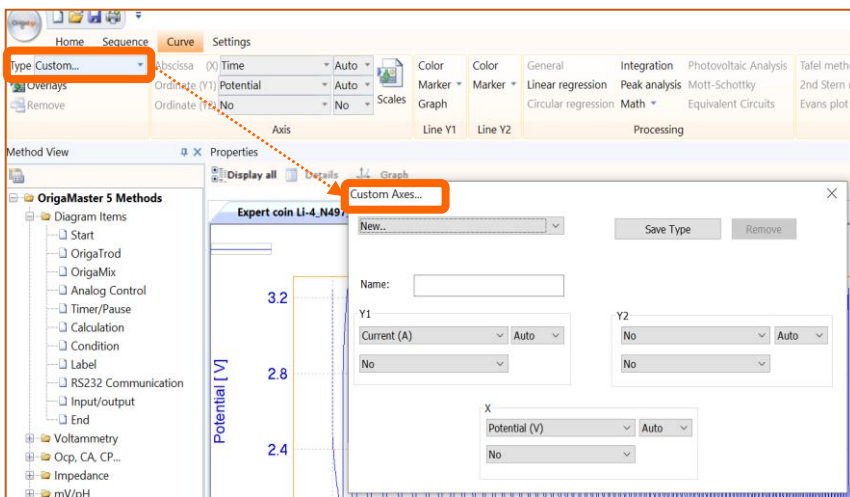 Home Sequence Curve Settings
Type Custom... Abscissa (X) Time Auto Color Color General Integration Photovoltaic Analysis
Overlays Ordinate (Y1) Potential Auto Scales Marker Marker Linear regression Peak analysis Mott-Schottky 2nd Stern
Remove Ordinate (Y2) No No Graph Circular regression Math Equivalent Circuits Evans plot
Axis Line Y1 Line Y2 Processing
Method View Properties
Display all Details Graph
OrigaMaster 5 Methods
Diagram Items
Start
OrigaTrod
OrigaMix
Analog Control
Timer/Pause
Calculation
Condition
Label
RS232 Communication
Input/output
End
Voltammetry
Ocp, CA, CP...
Impedance
mV/pH
Expert coin Li-4_N497
3.2
2.8
2.4
Potential [ V]
Custom Axes...
New..
Save Type Remove
Name:
Y1 Y2
Current (A) Auto No Auto
No No
X
Potential (V) Auto
No